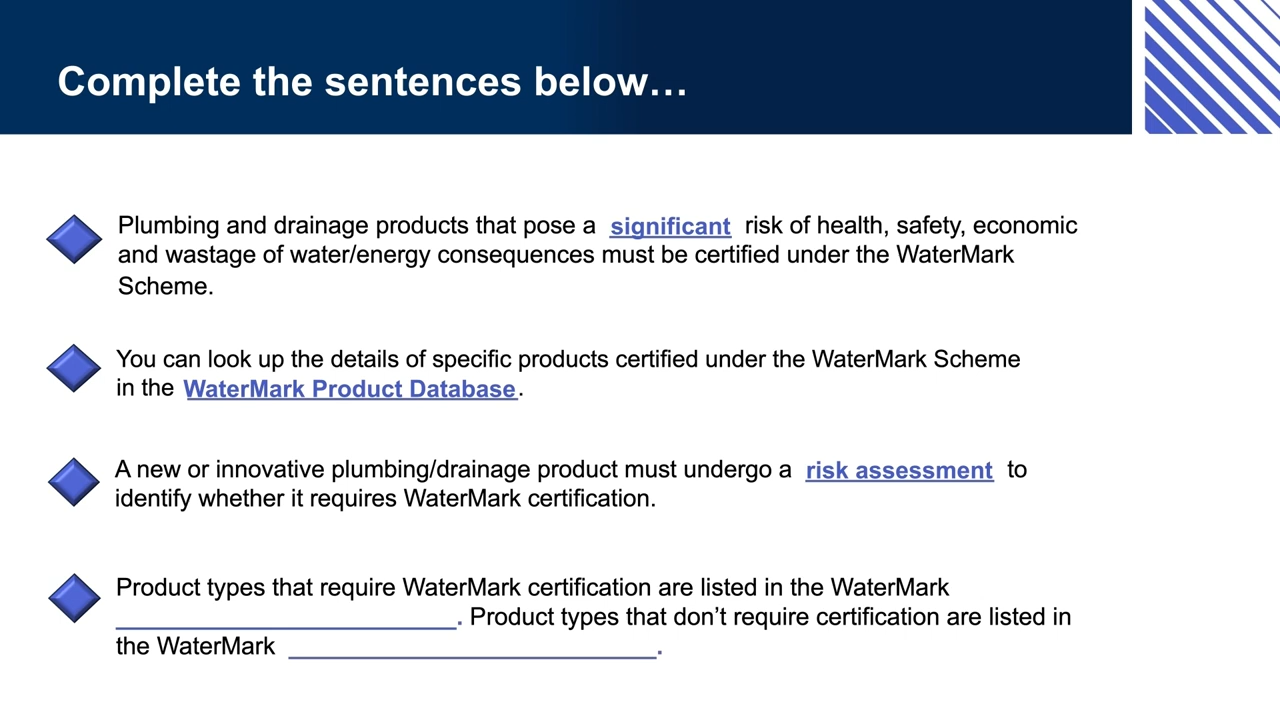 Complete the sentences below…
Plumbing and drainage products that pose a significant risk of health, safety, economic
and wastage of water/energy consequences must be certified under the WaterMark
Scheme.
You can look up the details of specific products certified under the WaterMark Scheme
in the WaterMark Product Database.
A new or innovative plumbing/drainage product must undergo a risk assessment to
identify whether it requires WaterMark certification.
Product types that require WaterMark certification are listed in the WaterMark
_________________________. Product types that don’t require certification are listed in
the WaterMark ___________________________.